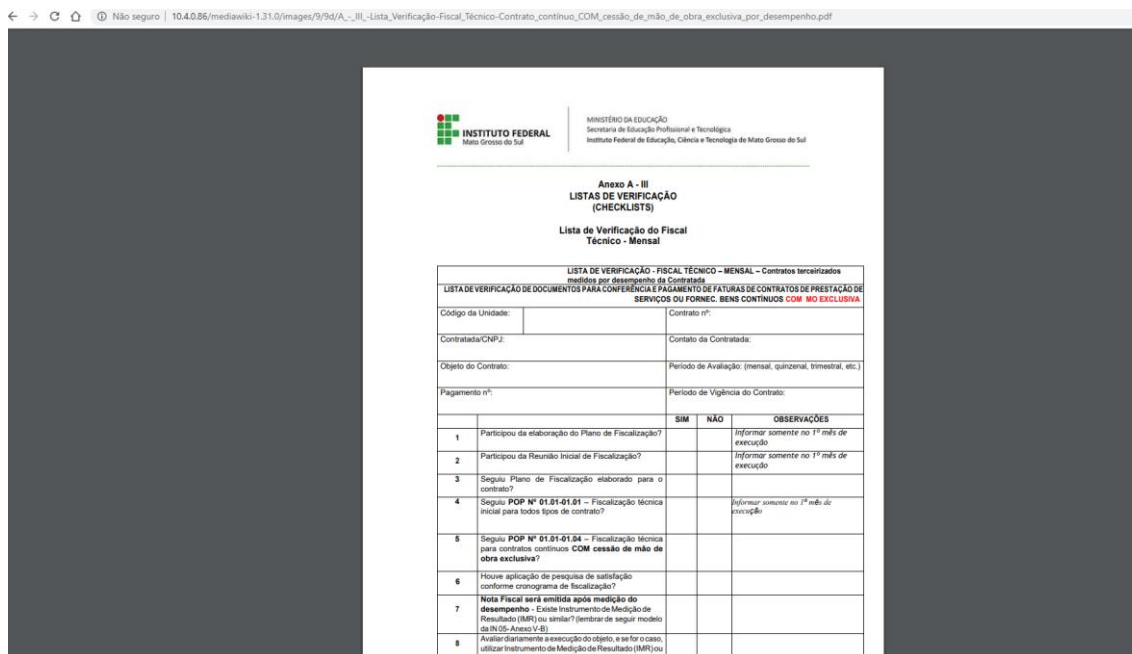 Não seguro | 10.4.0.86/mediawiki-1.31.0/images/9/9d/A_-_III_-Lista_Verificação-Fiscal_Técnico-Contrato_contínuo_COM_cessão_de_mão_de_obra_exclusiva_por_desempenho.pdf
INSTITUTO FEDERAL
Mato Grosso do Sul
MINISTÉRIO DA EDUCAÇÃO
Secretaria de Educação Profissional e Tecnológica
Instituto Federal de Educação, Ciência e Tecnologia de Mato Grosso do Sul
Anexo A - III
LISTAS DE VERIFICAÇÃO
(CHECKLISTS)
Lista de Verificação do Fiscal
Técnico - Mensal
LISTA DE VERIFICAÇÃO - FISCAL TÉCNICO – MENSAL – Contratos terceirizados
medidos por desempenho da Contratada
LISTA DE VERIFICAÇÃO DE DOCUMENTOS PARA CONFERÊNCIA E PAGAMENTO DE FATURAS DE CONTRATOS DE PRESTAÇÃO DE
SERVIÇOS OU FORNEC. BENS CONTÍNUOS COM MO EXCLUSIVA
Código da Unidade: Contrato nº:
Contratada/CNPJ: Contato da Contratada:
Objeto do Contrato: Período de Avaliação: (mensal, quinzenal, trimestral, etc.)
Pagamento nº: Período de Vigência do Contrato:
SIM NÃO OBSERVAÇÕES
1 Participou da elaboração do Plano de Fiscalização? Informar somente no 1º mês de
execução
2 Participou da Reunião Inicial de Fiscalização? Informar somente no 1º mês de
execução
3 Seguiu Plano de Fiscalização elaborado para o
contrato?
4 Seguiu POP Nº 01.01-01.01 – Fiscalização técnica Informar somente no 1º mês de
inicial para todos tipos de contrato? execução
5 Seguiu POP Nº 01.01-01.04 – Fiscalização técnica
para contratos contínuos COM cessão de mão de
obra exclusiva?
6 Houve aplicação de pesquisa de satisfação
conforme cronograma de fiscalização?
7 Nota Fiscal será emitida após medição do
desempenho - Existe Instrumento de Medição de
Resultado (IMR) ou similar? (lembrar de seguir modelo
da IN 05- Anexo V-B)
8 Avaliar diariamente a execução do objeto, e se for o caso,
utilizar Instrumento de Medição de Resultado (IMR) ou